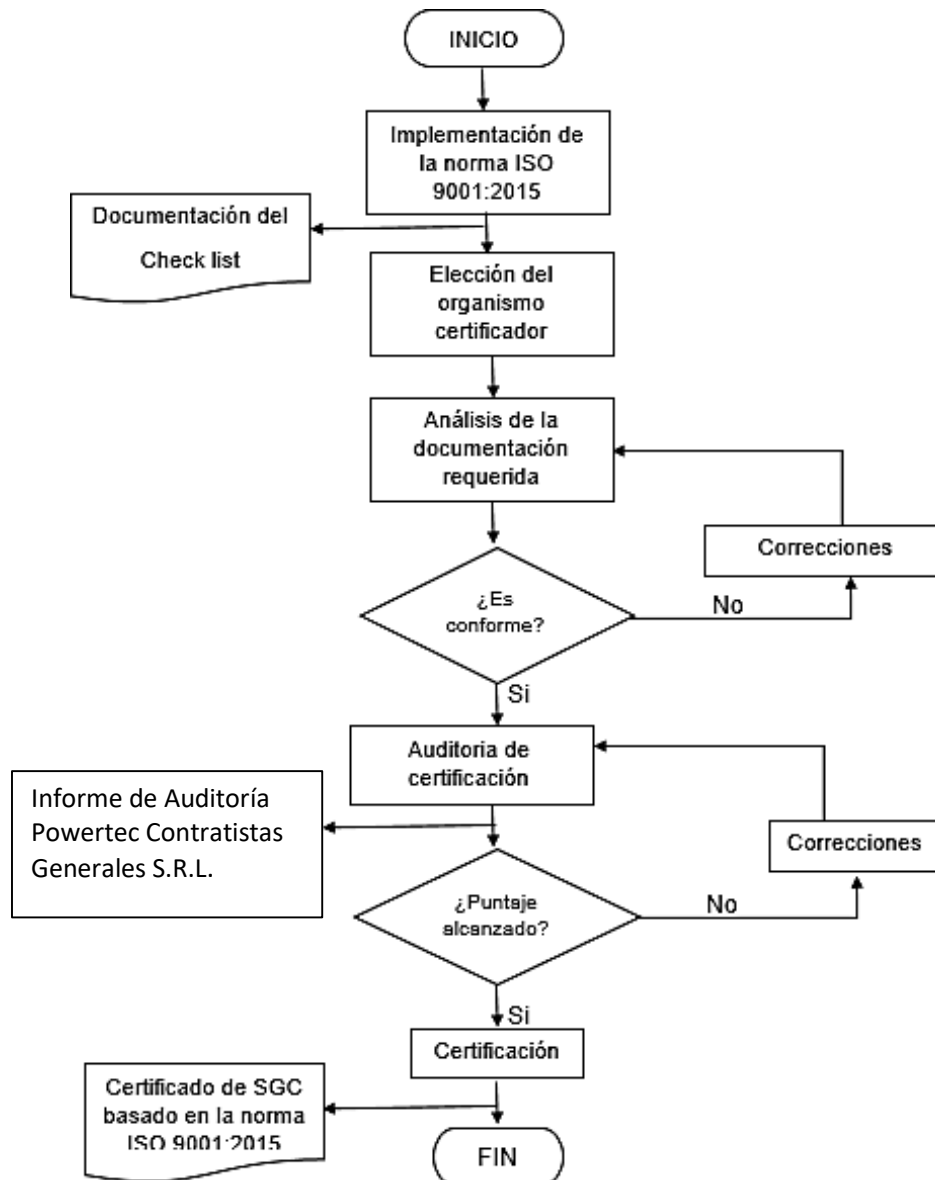 INICIO
Implementación de
la norma ISO
9001:2015
Documentación del
Check list
Elección del
organismo
certificador
Análisis de la
documentación
requerida
Correcciones
¿Es
conforme?
No
Si
Auditoria de
certificación
Informe de Auditoría
Powertec Contratistas
Generales S.R.L.
Correcciones
¿Puntaje
alcanzado?
No
Si
Certificación
Certificado de SGC
basado en la norma
ISO 9001:2015
FIN